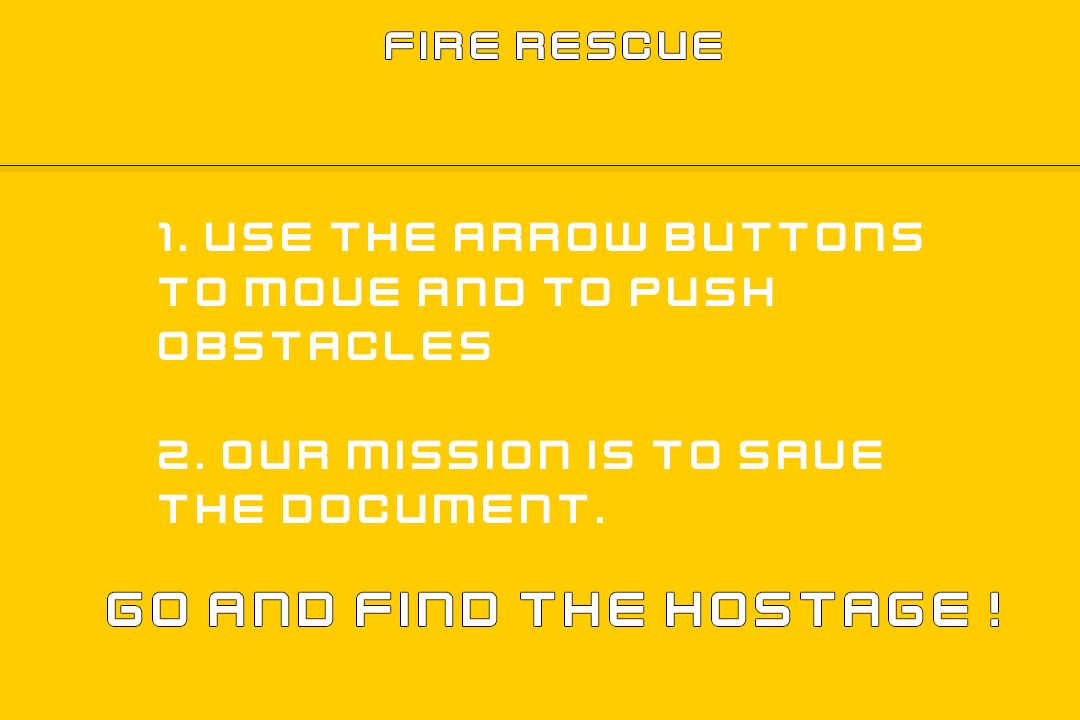 FIRE RESCUE
1. USE THE ARROW BUTTONS
TO MOVE AND TO PUSH
OBSTACLES
2. OUR MISSION IS TO SAVE
THE DOCUMENT.
GO AND FIND THE HOSTAGE !